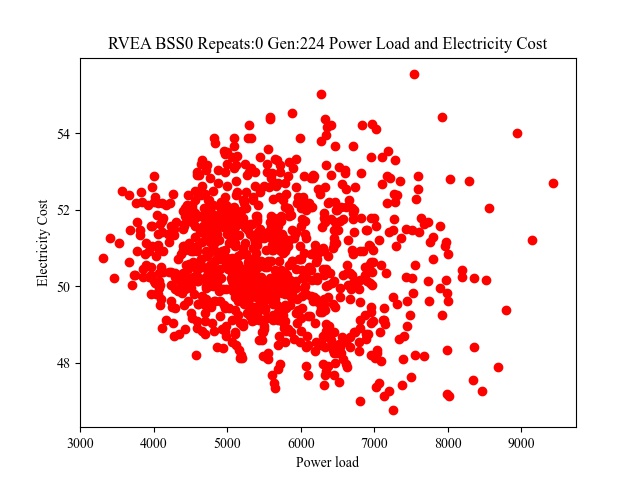 RVEA BSS0 Repeats:0 Gen:224 Power Load and Electricity Cost
Electricity Cost
54
52
50
48
3000 4000 5000 6000 7000 8000 9000
Power load